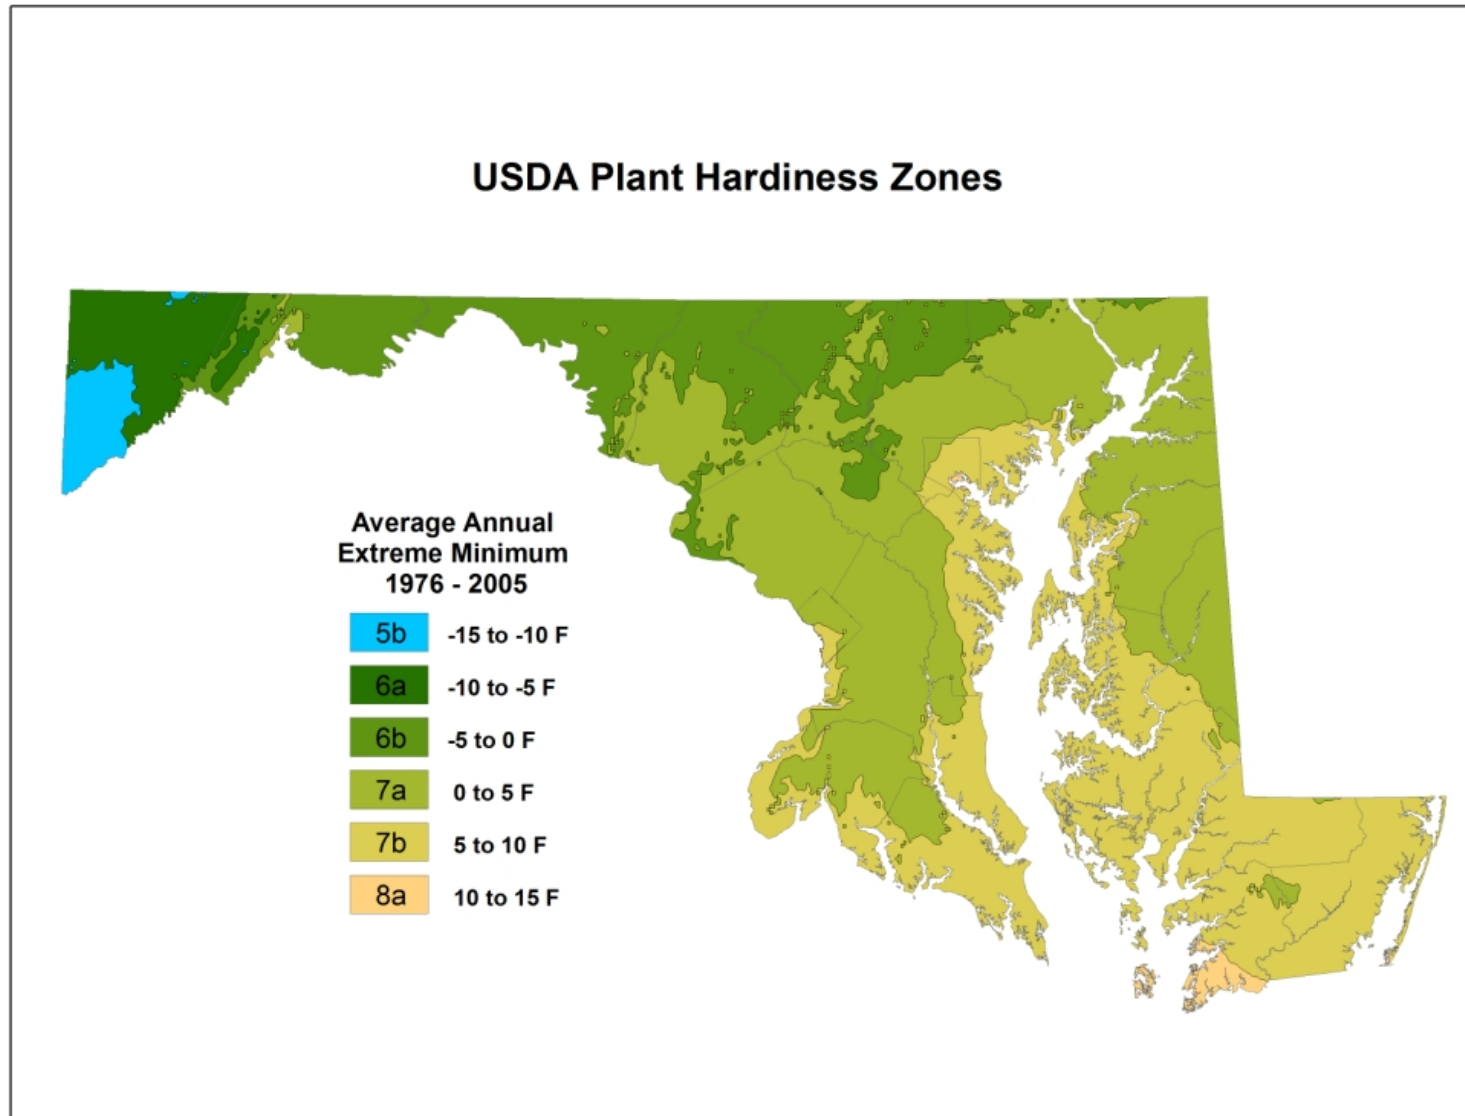 USDA Plant Hardiness Zones
Average Annual
Extreme Minimum
1976 - 2005
5b -15 to -10 F
6a -10 to -5 F
6b -5 to 0 F
7a 0 to 5 F
7b 5 to 10 F
8a 10 to 15 F